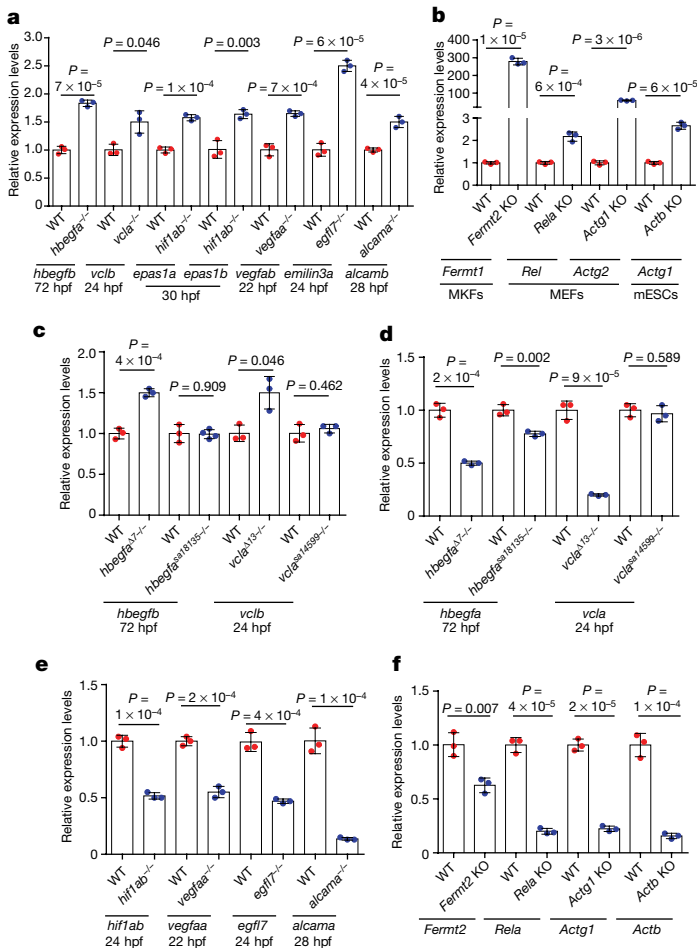 a
Relative expression levels
3.0
2.5
2.0
1.5
1.0
0.5
0
P =
7 × 10⁻⁵
P = 0.046
P = 1 × 10⁻⁴
P = 0.003
P = 7 × 10⁻⁴
P = 6 × 10⁻⁵
P =
4 × 10⁻⁵
WT
hbegfa⁻/⁻
WT
vcla⁻/⁻
WT
hif1ab⁻/⁻
WT
hif1ab⁻/⁻
WT
vegfaa⁻/⁻
WT
egfl7⁻/⁻
WT
alcama⁻/⁻
hbegfb vclb epas1a epas1b vegfab emilin3a alcamb
72 hpf 24 hpf 30 hpf 22 hpf 24 hpf 28 hpf
b
Relative expression levels
400
300
200
100
3
2
1
0
P =
1 × 10⁻⁵
P =
6 × 10⁻⁴
P = 3 × 10⁻⁶
P = 6 × 10⁻⁵
WT
Fermt2 KO
WT
Rela KO
WT
Actg1 KO
WT
Actb KO
Fermt1 Rel Actg2 Actg1
MKFs MEFs mESCs
c
Relative expression levels
2.0
1.5
1.0
0.5
0
P =
4 × 10⁻⁴
P = 0.909
P = 0.046
P = 0.462
WT
hbegfaΔ7⁻/⁻
WT
hbegfasa18135⁻/⁻
WT
vclaΔ13⁻/⁻
WT
vclasa14599⁻/⁻
hbegfb vclb
72 hpf 24 hpf
d
Relative expression levels
1.5
1.0
0.5
0
P =
2 × 10⁻⁴
P = 0.002
P = 9 × 10⁻⁵
P = 0.589
WT
hbegfaΔ7⁻/⁻
WT
hbegfasa18135⁻/⁻
WT
vclaΔ13⁻/⁻
WT
vclasa14599⁻/⁻
hbegfa vcla
72 hpf 24 hpf
e
Relative expression levels
1.5
1.0
0.5
0
P =
1 × 10⁻⁴
P = 2 × 10⁻⁴
P = 4 × 10⁻⁴
P = 1 × 10⁻⁴
WT
hif1ab⁻/⁻
WT
vegfaa⁻/⁻
WT
egfl7⁻/⁻
WT
alcama⁻/⁻
hif1ab vegfaa egfl7 alcama
24 hpf 22 hpf 24 hpf 28 hpf
f
Relative expression levels
1.5
1.0
0.5
0
P = 0.007
P =
4 × 10⁻⁵
P =
2 × 10⁻⁵
P =
1 × 10⁻⁴
WT
Fermt2 KO
WT
Rela KO
WT
Actg1 KO
WT
Actb KO
Fermt2 Rela Actg1 Actb